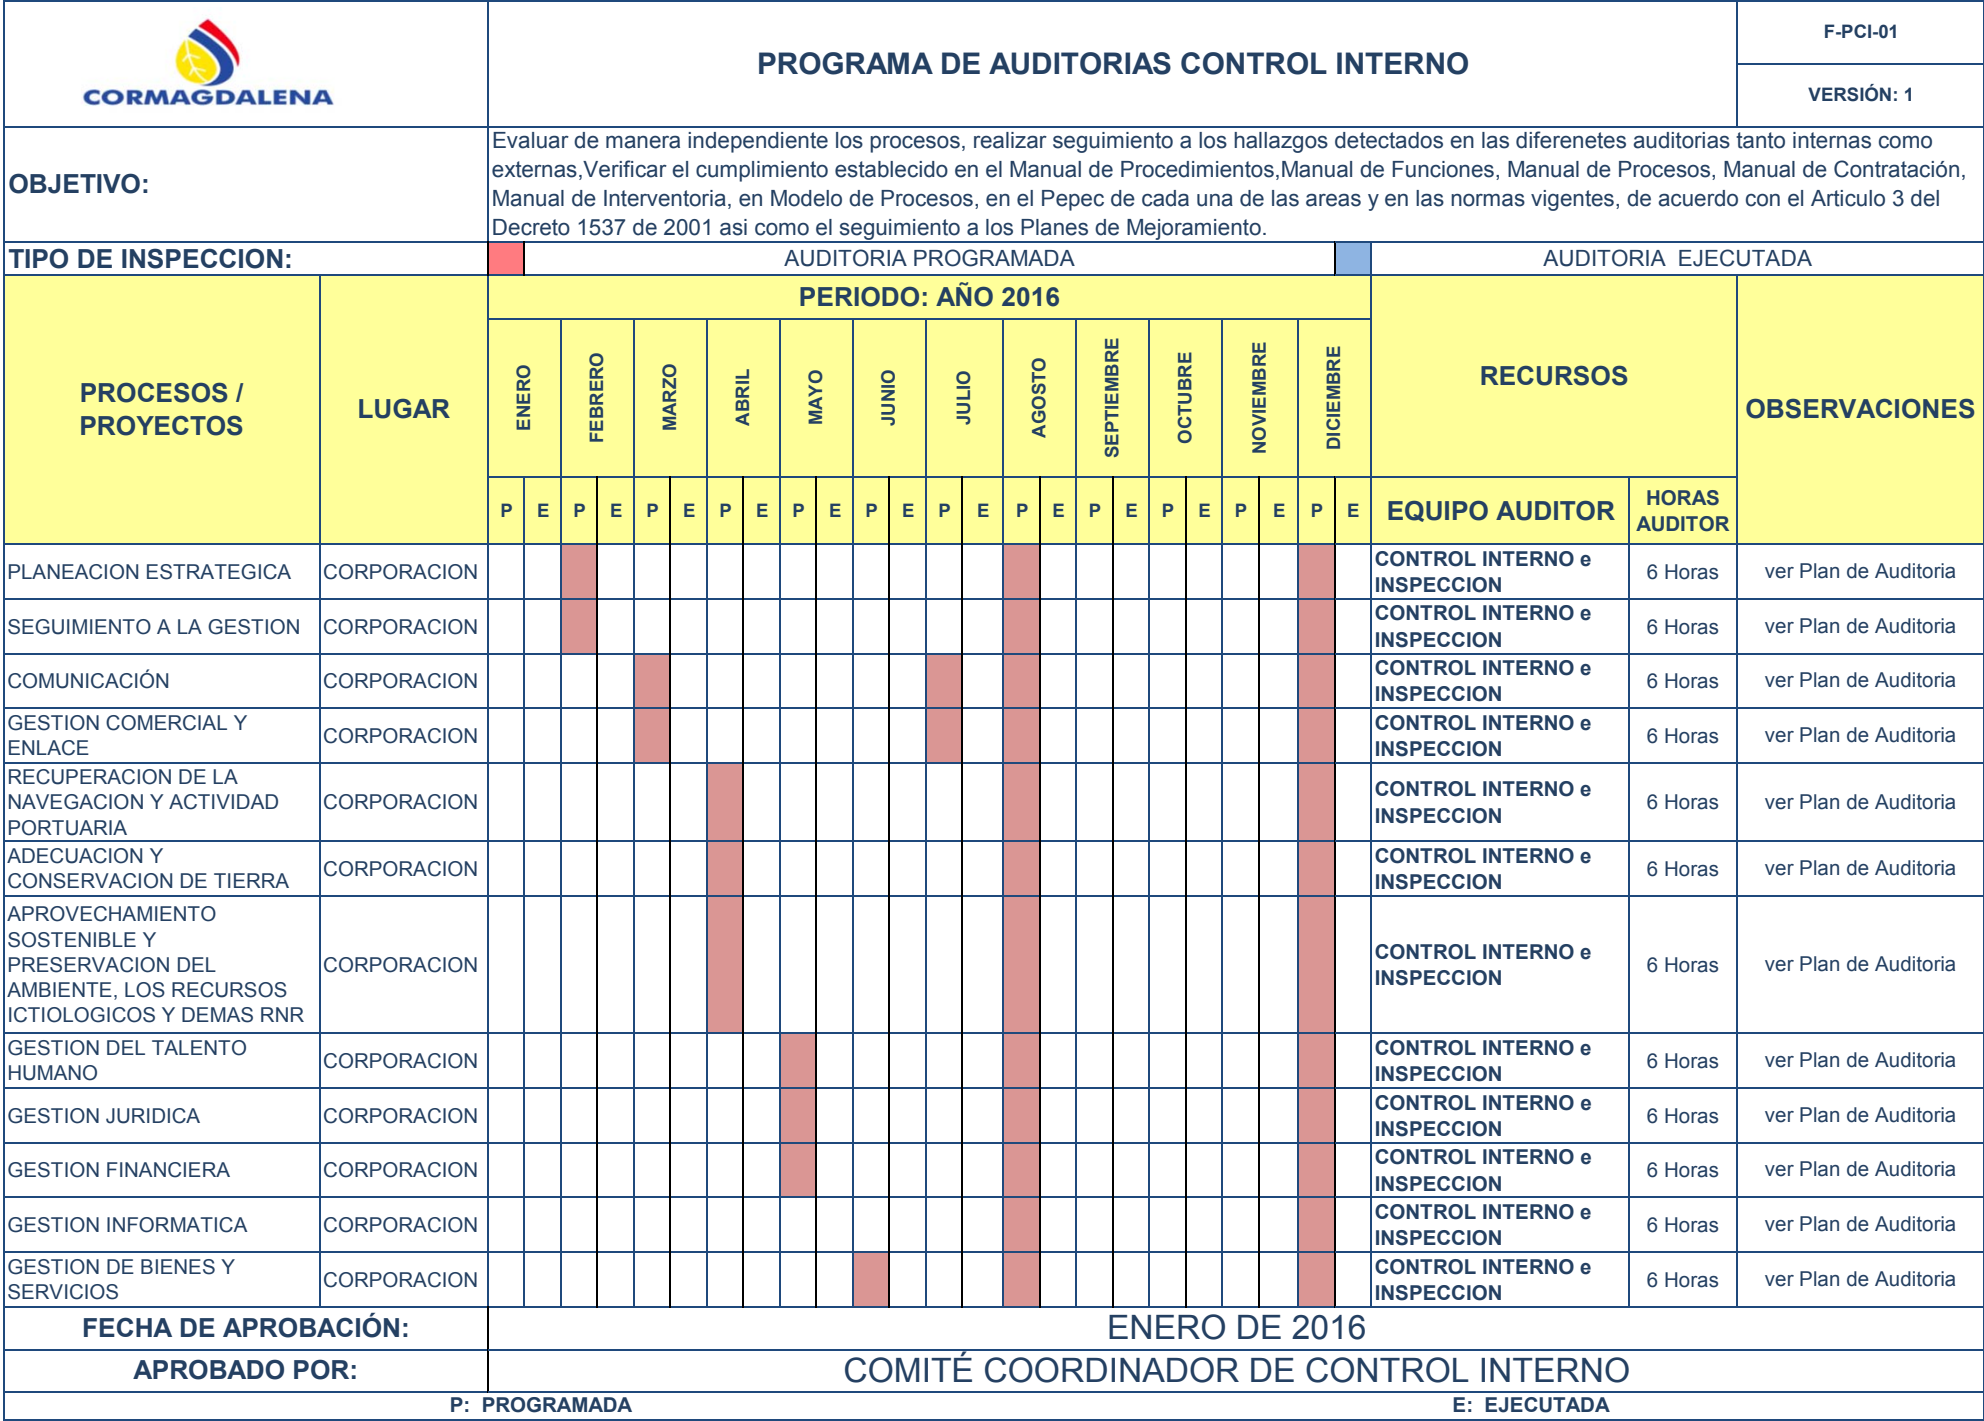 CORMAGDALENA
PROGRAMA DE AUDITORIAS CONTROL INTERNO
F-PCI-01
VERSIÓN: 1
OBJETIVO:
Evaluar de manera independiente los procesos, realizar seguimiento a los hallazgos detectados en las diferenetes auditorias tanto internas como
externas,Verificar el cumplimiento establecido en el Manual de Procedimientos,Manual de Funciones, Manual de Procesos, Manual de Contratación,
Manual de Interventoria, en Modelo de Procesos, en el Pepec de cada una de las areas y en las normas vigentes, de acuerdo con el Articulo 3 del
Decreto 1537 de 2001 asi como el seguimiento a los Planes de Mejoramiento.
TIPO DE INSPECCION: AUDITORIA PROGRAMADA AUDITORIA EJECUTADA
PROCESOS /
PROYECTOS
LUGAR
PERIODO: AÑO 2016
ENERO
FEBRERO
MARZO
ABRIL
MAYO
JUNIO
JULIO
AGOSTO
SEPTIEMBRE
OCTUBRE
NOVIEMBRE
DICIEMBRE
RECURSOS
OBSERVACIONES
P E P E P E P E P E P E P E P E P E P E P E P E
EQUIPO AUDITOR
HORAS
AUDITOR
PLANEACION ESTRATEGICA
CORPORACION
CONTROL INTERNO e
INSPECCION
6 Horas
ver Plan de Auditoria
SEGUIMIENTO A LA GESTION
CORPORACION
CONTROL INTERNO e
INSPECCION
6 Horas
ver Plan de Auditoria
COMUNICACIÓN
CORPORACION
CONTROL INTERNO e
INSPECCION
6 Horas
ver Plan de Auditoria
GESTION COMERCIAL Y
ENLACE
CORPORACION
CONTROL INTERNO e
INSPECCION
6 Horas
ver Plan de Auditoria
RECUPERACION DE LA
NAVEGACION Y ACTIVIDAD
PORTUARIA
CORPORACION
CONTROL INTERNO e
INSPECCION
6 Horas
ver Plan de Auditoria
ADECUACION Y
CONSERVACION DE TIERRA
CORPORACION
CONTROL INTERNO e
INSPECCION
6 Horas
ver Plan de Auditoria
APROVECHAMIENTO
SOSTENIBLE Y
PRESERVACION DEL
AMBIENTE, LOS RECURSOS
ICTIOLOGICOS Y DEMAS RNR
CORPORACION
CONTROL INTERNO e
INSPECCION
6 Horas
ver Plan de Auditoria
GESTION DEL TALENTO
HUMANO
CORPORACION
CONTROL INTERNO e
INSPECCION
6 Horas
ver Plan de Auditoria
GESTION JURIDICA
CORPORACION
CONTROL INTERNO e
INSPECCION
6 Horas
ver Plan de Auditoria
GESTION FINANCIERA
CORPORACION
CONTROL INTERNO e
INSPECCION
6 Horas
ver Plan de Auditoria
GESTION INFORMATICA
CORPORACION
CONTROL INTERNO e
INSPECCION
6 Horas
ver Plan de Auditoria
GESTION DE BIENES Y
SERVICIOS
CORPORACION
CONTROL INTERNO e
INSPECCION
6 Horas
ver Plan de Auditoria
FECHA DE APROBACIÓN: ENERO DE 2016
APROBADO POR: COMITÉ COORDINADOR DE CONTROL INTERNO
P: PROGRAMADA E: EJECUTADA